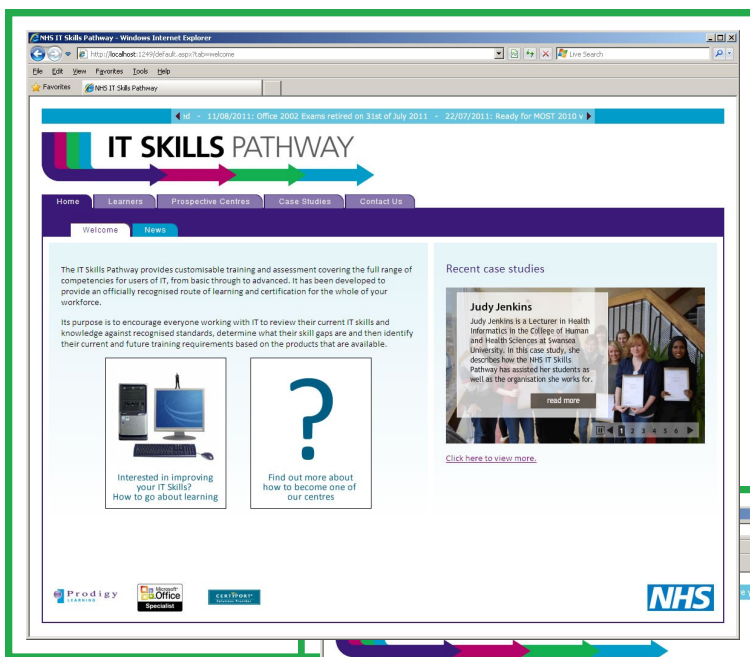 NHS IT Skills Pathway - Windows Internet Explorer
http://localhost:1249/default.aspx?tab=welcome
Live Search
File Edit View Favorites Tools Help
Favorites NHS IT Skills Pathway
- 11/08/2011: Office 2002 Exams retired on 31st of July 2011 - 22/07/2011: Ready for MOST 2010 v
IT SKILLS PATHWAY
Home Learners Prospective Centres Case Studies Contact Us
Welcome News
The IT Skills Pathway provides customisable training and assessment covering the full range of
competencies for users of IT, from basic through to advanced. It has been developed to
provide an officially recognised route of learning and certification for the whole of your
workforce.
Its purpose is to encourage everyone working with IT to review their current IT skills and
knowledge against recognised standards, determine what their skill gaps are and then identify
their current and future training requirements based on the products that are available.
?
Interested in improving
your IT Skills?
How to go about learning
Find out more about
how to become one of
our centres
Recent case studies
Judy Jenkins
Judy Jenkins is a Lecturer in Health
Informatics in the College of Human
and Health Sciences at Swansea
University. In this case study, she
describes how the NHS IT Skills
Pathway has assisted her students as
well as the organisation she works for.
read more
1 2 3 4 5 6
Click here to view more.
Prodigy
LEARNING
Microsoft
Office
Specialist
CERTIPORT
Solutions Provider
NHS